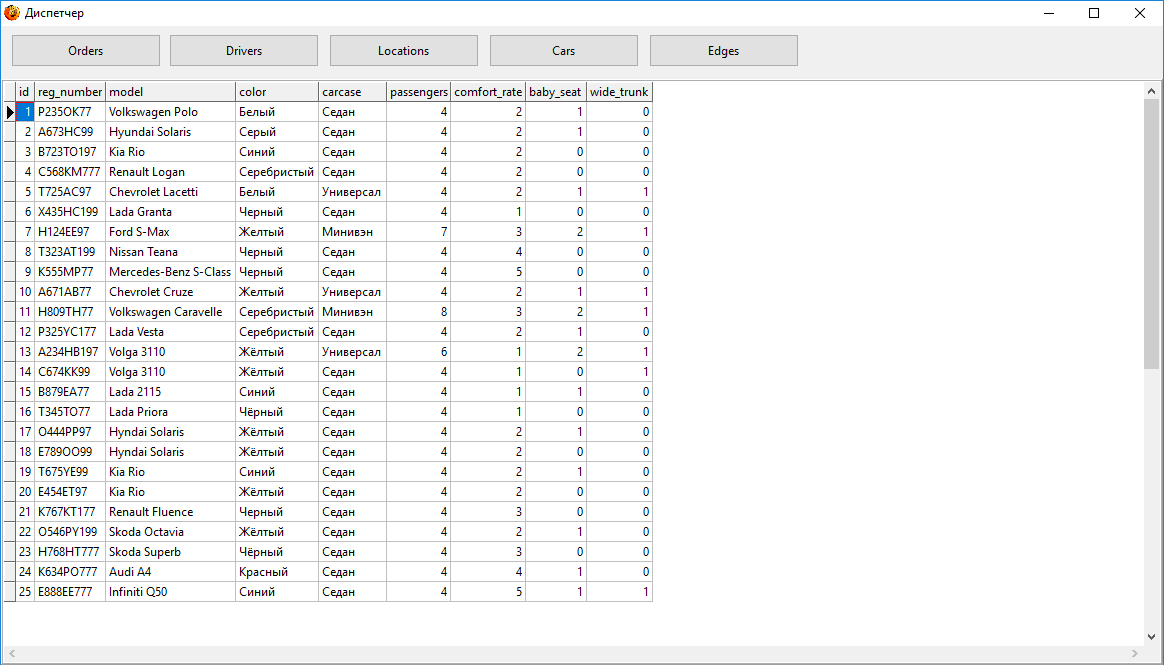 Диспетчер
Orders Drivers Locations Cars Edges
id reg_number model color carcase passengers comfort_rate baby_seat wide_trunk
1 P235OK77 Volkswagen Polo Белый Седан 4 2 1 0
2 A673HC99 Hyundai Solaris Серый Седан 4 2 1 0
3 B723TO197 Kia Rio Синий Седан 4 2 0 0
4 C568KM777 Renault Logan Серебристый Седан 4 2 0 0
5 T725AC97 Chevrolet Lacetti Белый Универсал 4 2 1 1
6 X435HC199 Lada Granta Черный Седан 4 1 0 0
7 H124EE97 Ford S-Max Желтый Минивэн 7 3 2 1
8 T323AT199 Nissan Teana Черный Седан 4 4 0 0
9 K555MP77 Mercedes-Benz S-Class Черный Седан 4 5 0 0
10 A671AB77 Chevrolet Cruze Желтый Универсал 4 2 1 1
11 H809TH77 Volkswagen Caravelle Серебристый Минивэн 8 3 2 1
12 P325YC177 Lada Vesta Серебристый Седан 4 2 1 0
13 A234HB197 Volga 3110 Жёлтый Универсал 6 1 2 1
14 C674KK99 Volga 3110 Жёлтый Седан 4 1 0 1
15 B879EA77 Lada 2115 Синий Седан 4 1 1 0
16 T345TO77 Lada Priora Чёрный Седан 4 1 0 0
17 O444PP97 Hyndai Solaris Жёлтый Седан 4 2 1 0
18 E789OO99 Hyndai Solaris Жёлтый Седан 4 2 0 0
19 T675YE99 Kia Rio Синий Седан 4 2 1 0
20 E454ET97 Kia Rio Жёлтый Седан 4 2 0 0
21 K767KT177 Renault Fluence Черный Седан 4 3 0 0
22 O546PY199 Skoda Octavia Жёлтый Седан 4 2 1 0
23 H768HT777 Skoda Superb Чёрный Седан 4 3 0 0
24 K634PO777 Audi A4 Красный Седан 4 4 1 0
25 E888EE777 Infiniti Q50 Синий Седан 4 5 1 1